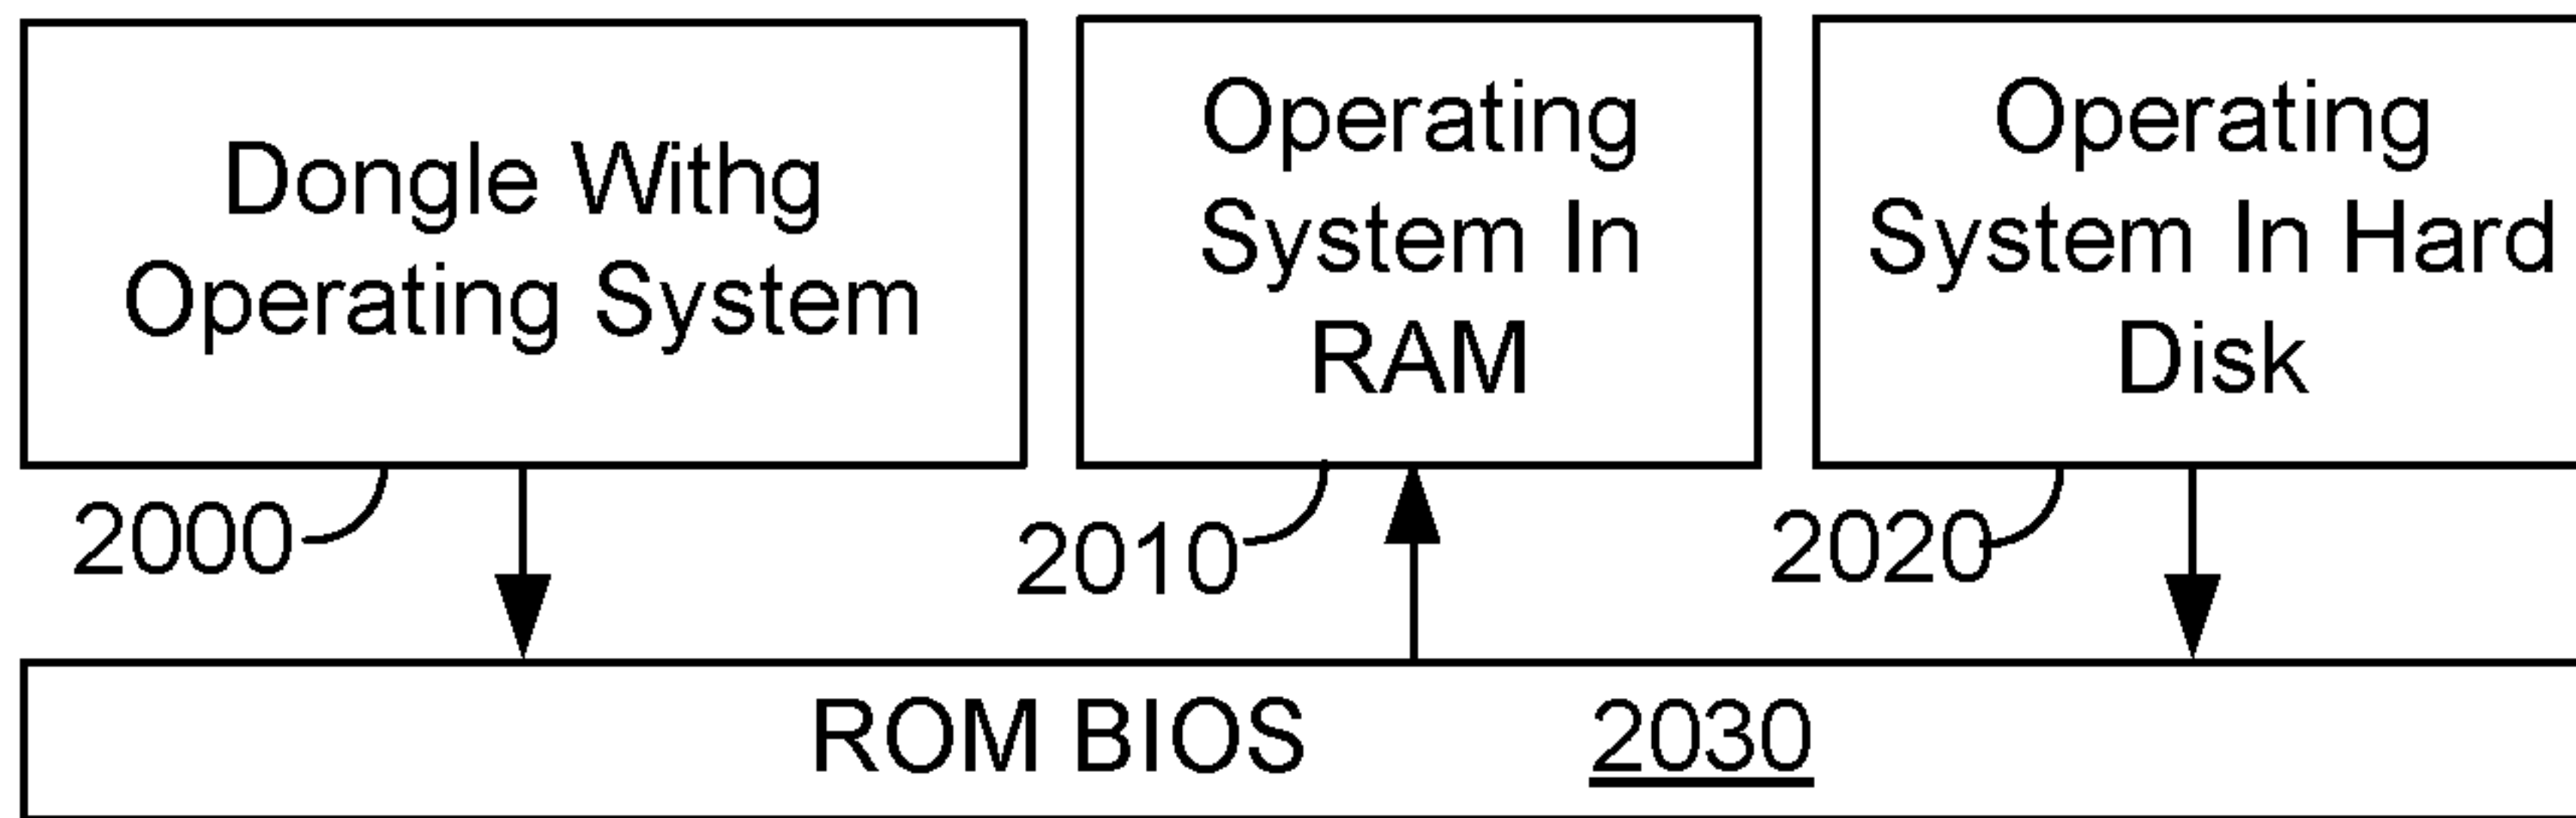 Dongle Withg
Operating System
Operating
System In
RAM
Operating
System In Hard
Disk
2000
2010
2020
ROM BIOS 2030